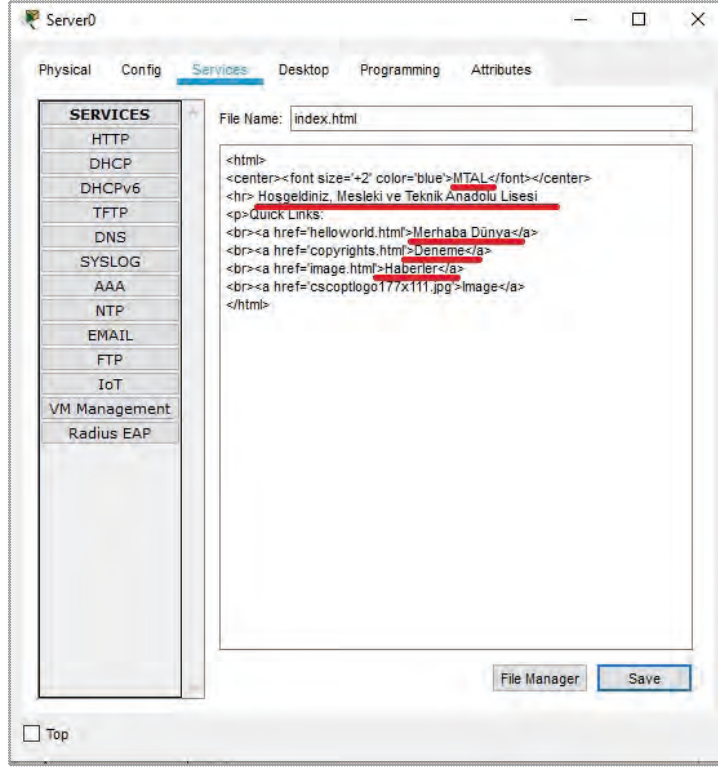 Server0
Physical Config Services Desktop Programming Attributes
SERVICES
HTTP
DHCP
DHCPv6
TFTP
DNS
SYSLOG
AAA
NTP
EMAIL
FTP
IoT
VM Management
Radius EAP
File Name: index.html
<html>
<center><font size='+2' color='blue'>MTAL</font></center>
<hr> Hosgeldiniz, Mesleki ve Teknik Anadolu Lisesi
<p>Quick Links:
<br><a href='helloworld.html'>Merhaba Dünya</a>
<br><a href='copyrights.html'>Deneme</a>
<br><a href='image.html'>Haberler</a>
<br><a href='cscoptlogo177x111.jpg'>Image</a>
</html>
File Manager Save
Top